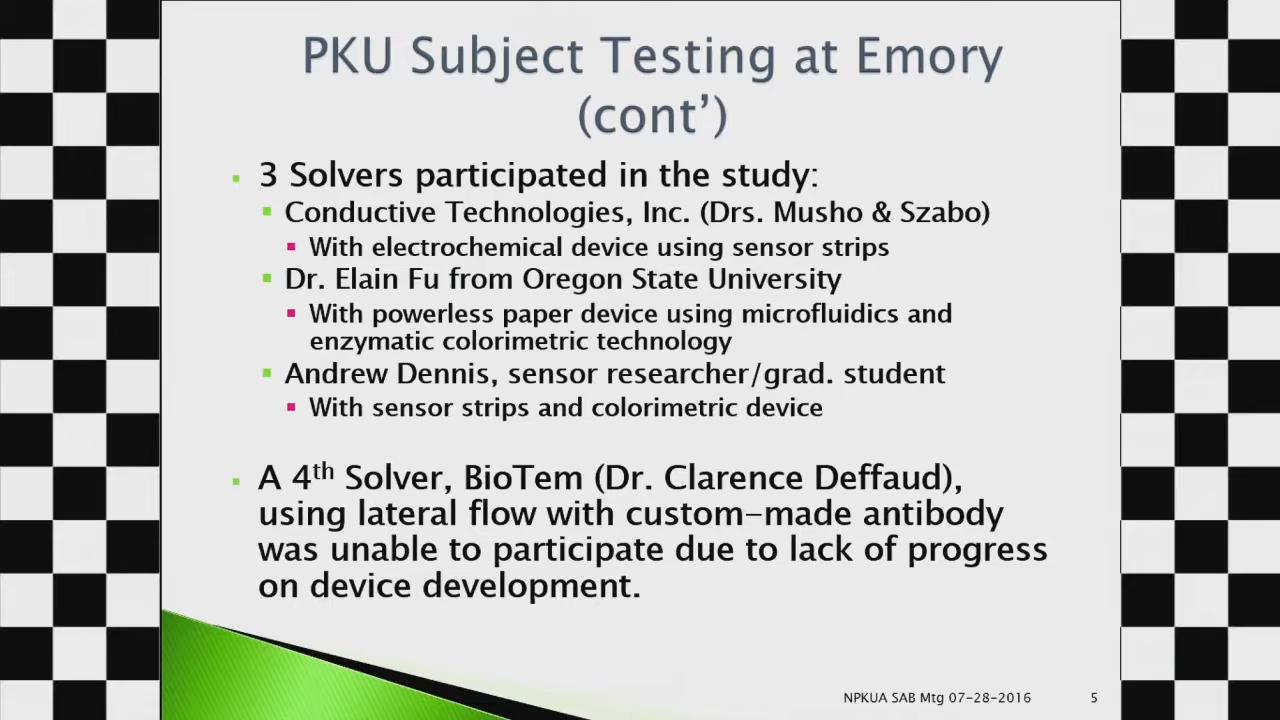 PKU Subject Testing at Emory
(cont’)
3 Solvers participated in the study:
Conductive Technologies, Inc. (Drs. Musho & Szabo)
With electrochemical device using sensor strips
Dr. Elain Fu from Oregon State University
With powerless paper device using microfluidics and
enzymatic colorimetric technology
Andrew Dennis, sensor researcher/grad. student
With sensor strips and colorimetric device
A 4th Solver, BioTem (Dr. Clarence Deffaud),
using lateral flow with custom-made antibody
was unable to participate due to lack of progress
on device development.
NPKUA SAB Mtg 07-28-2016 5